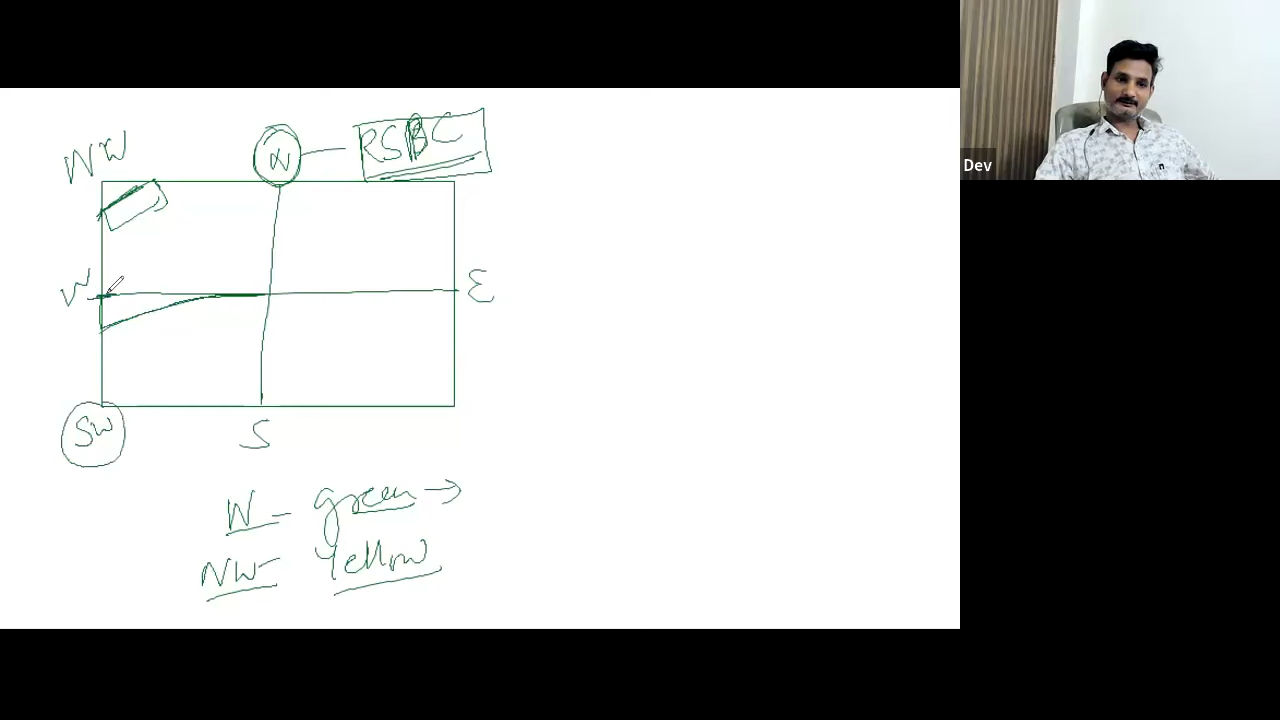 NW
N
RSBC
W
E
SW
S
W - green →
NW - Yellow
Dev